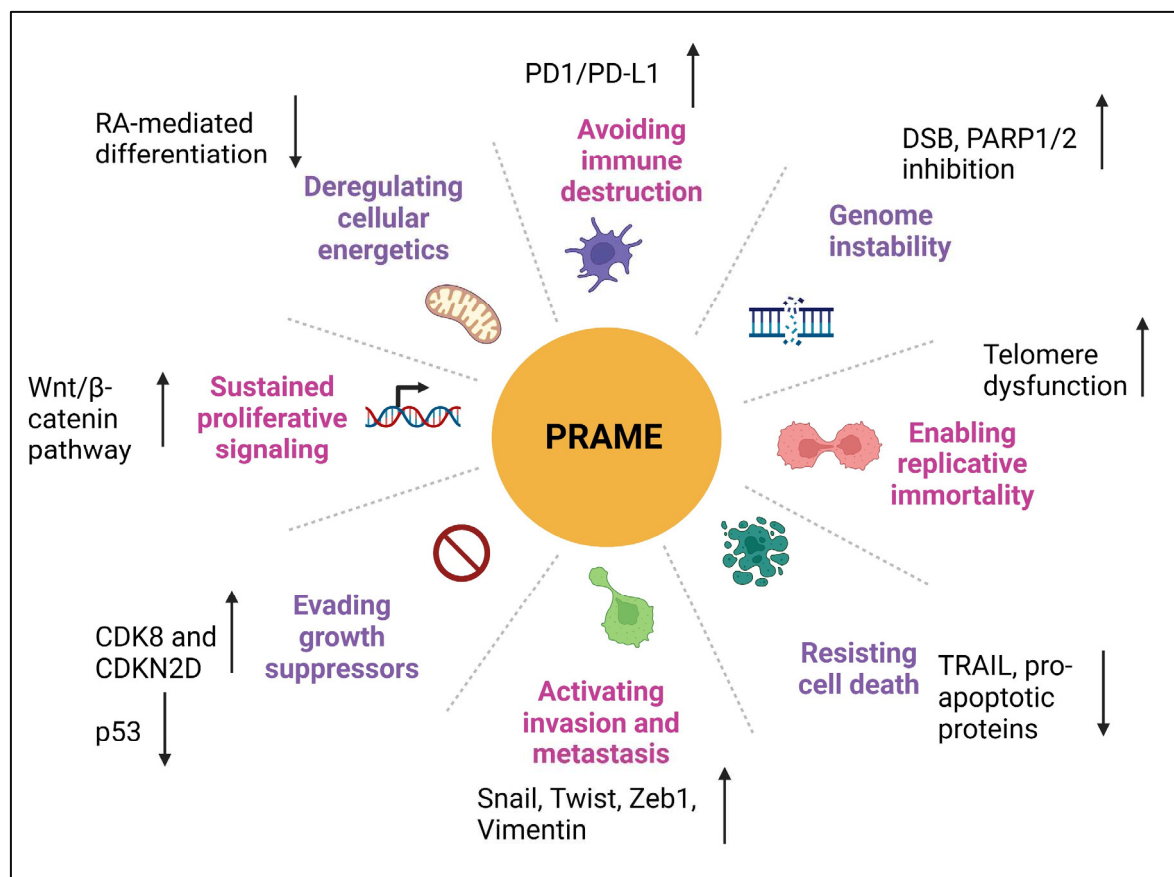 PD1/PD-L1
Avoiding
immune
destruction
DSB, PARP1/2
inhibition
Genome
instability
Telomere
dysfunction
Enabling
replicative
immortality
Resisting
cell death
TRAIL, pro-
apoptotic
proteins
Activating
invasion and
metastasis
Snail, Twist, Zeb1,
Vimentin
Evading
growth
suppressors
CDK8 and
CDKN2D
p53
Sustained
proliferative
signaling
Wnt/β-
catenin
pathway
RA-mediated
differentiation
Deregulating
cellular
energetics
PRAME